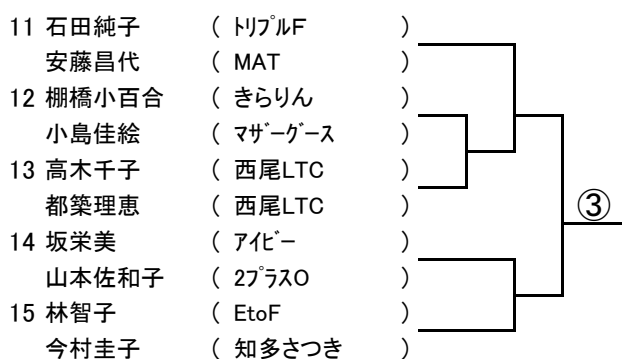 11 石田純子 ( ﾄﾘﾌﾟﾙF )
安藤昌代 ( MAT )
12 棚橋小百合 ( きらりん )
小島佳絵 ( ﾏｻﾞｰｸﾞｰｽ )
13 高木千子 ( 西尾LTC )
都築理恵 ( 西尾LTC )
③
14 坂栄美 ( ｱｲﾋﾞｰ )
山本佐和子 ( 2ﾌﾟﾗｽO )
15 林智子 ( EtoF )
今村圭子 ( 知多さつき )